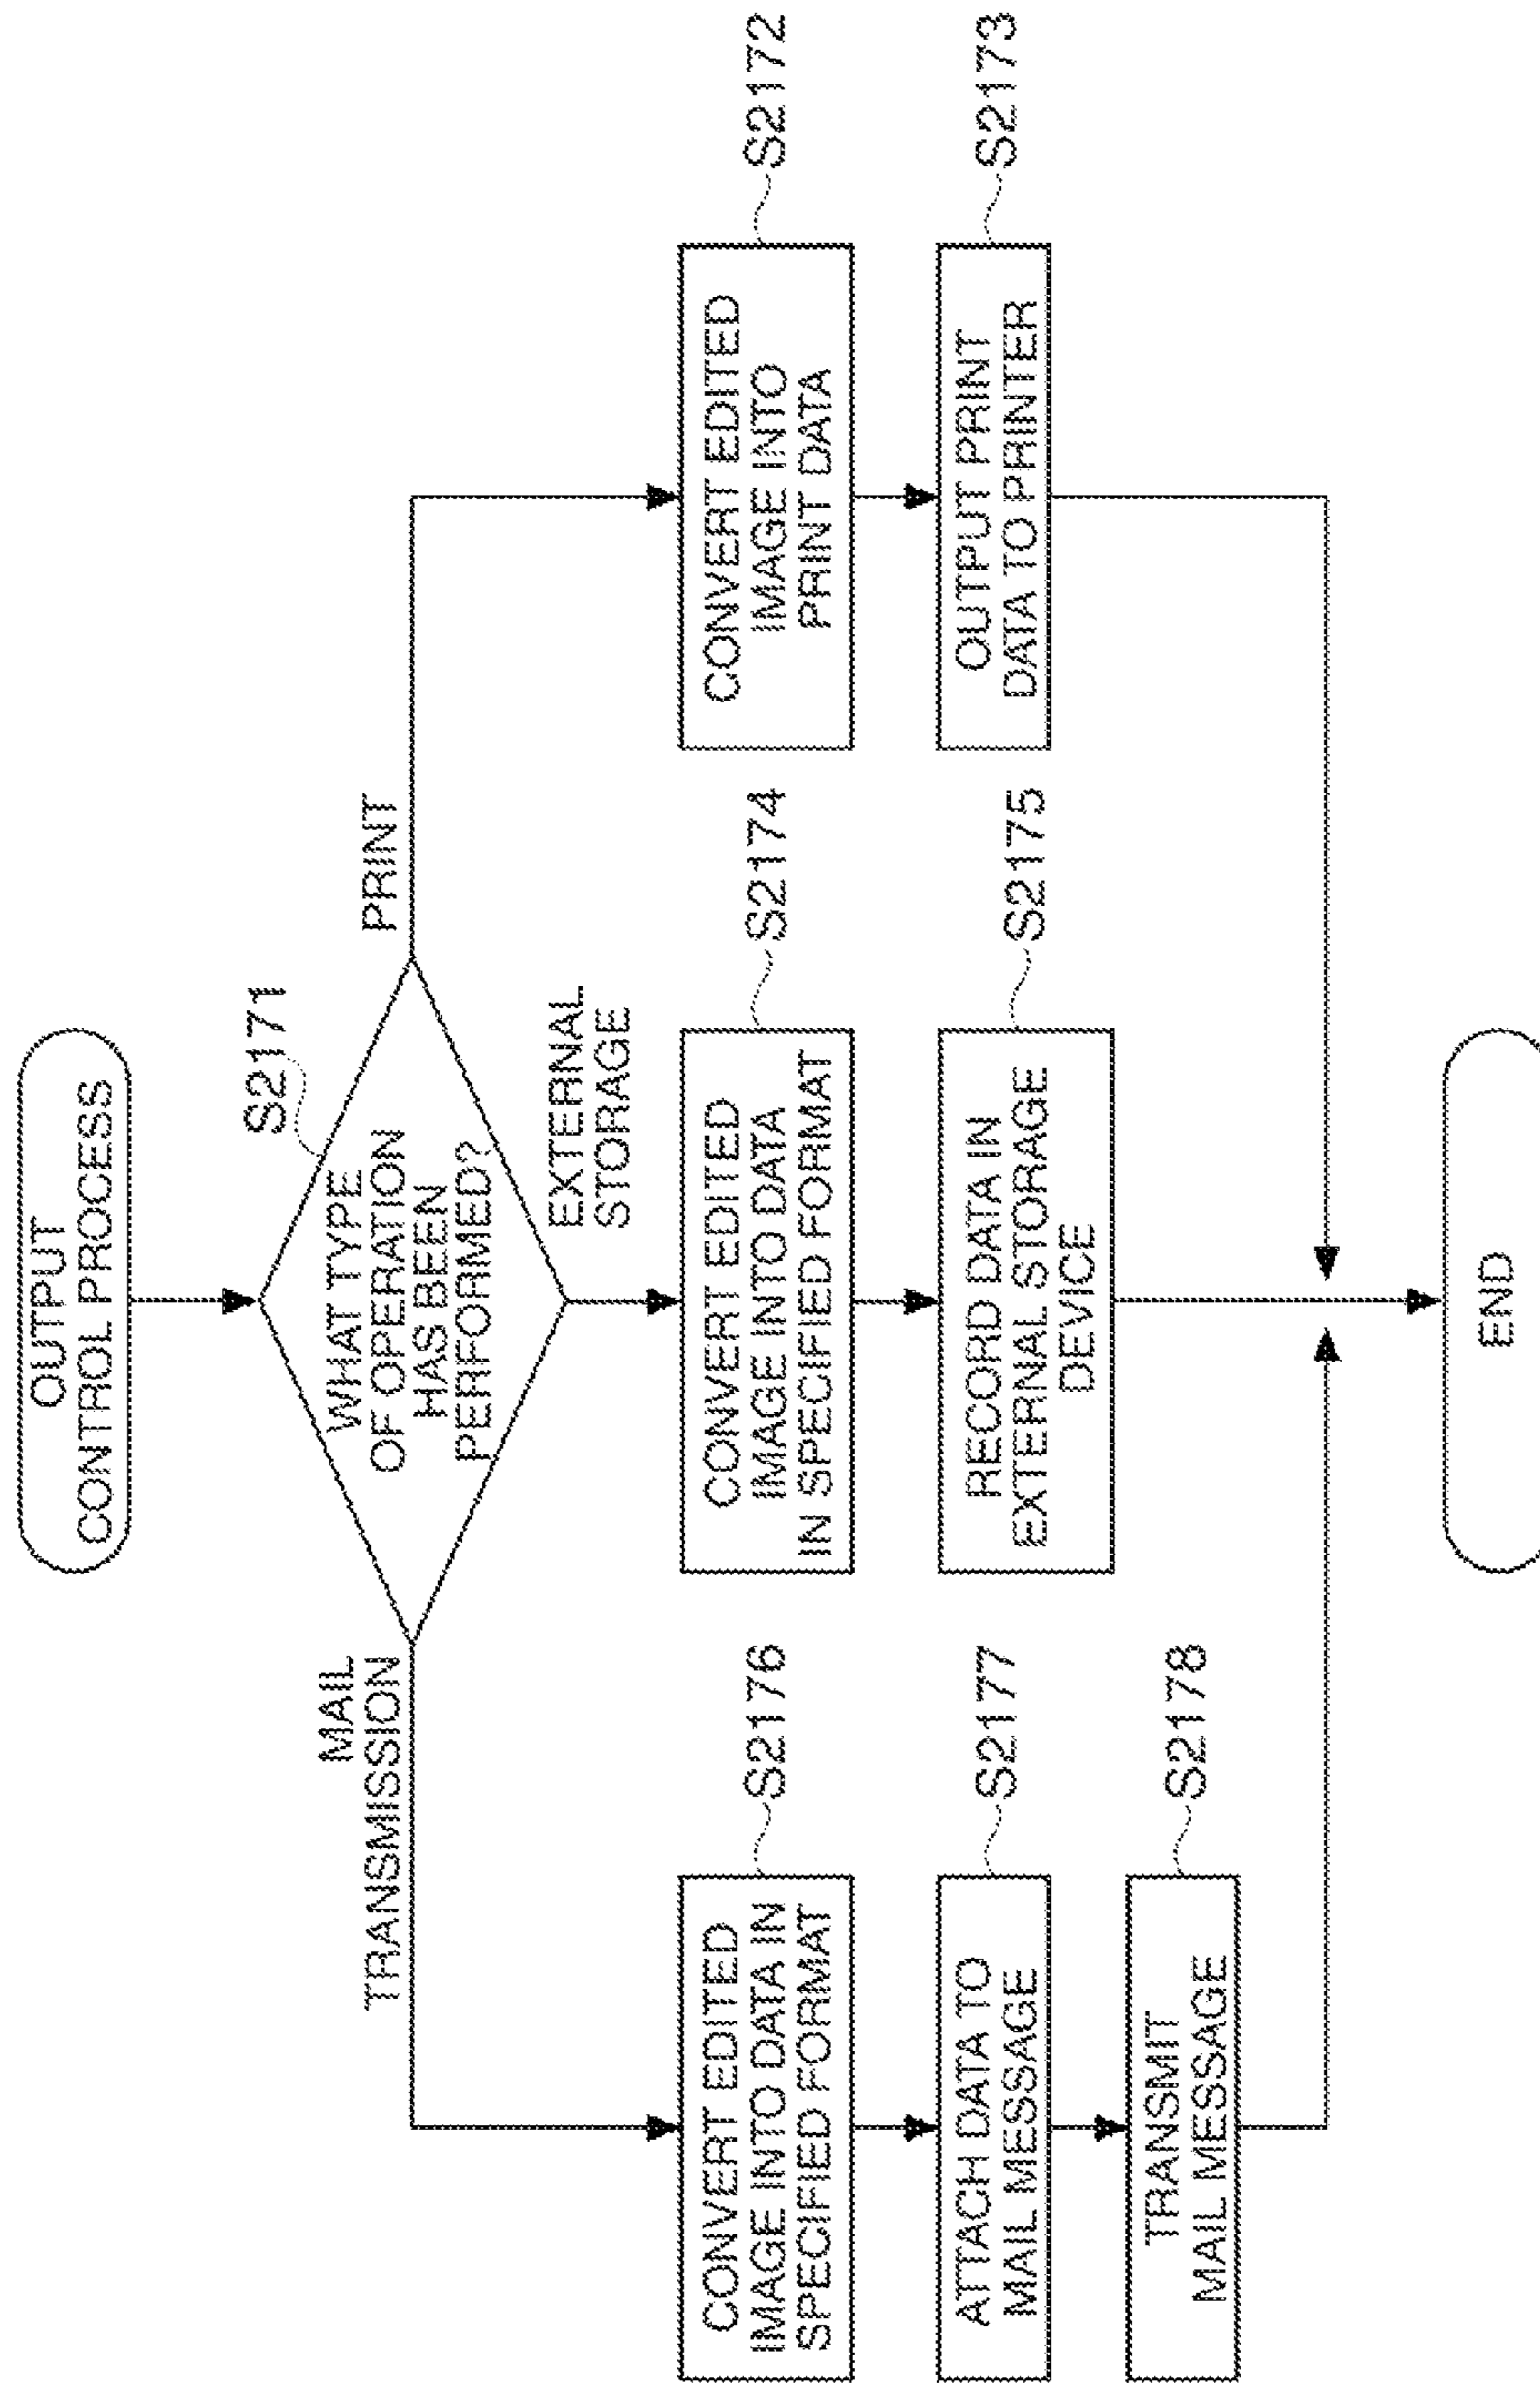 OUTPUT
CONTROL PROCESS
S2171
WHAT TYPE
OF OPERATION
HAS BEEN
PERFORMED?
MAIL
TRANSMISSION
EXTERNAL
STORAGE
PRINT
S2176
CONVERT EDITED
IMAGE INTO DATA IN
SPECIFIED FORMAT
S2177
ATTACH DATA TO
MAIL MESSAGE
S2178
TRANSMIT
MAIL MESSAGE
S2174
CONVERT EDITED
IMAGE INTO DATA
IN SPECIFIED FORMAT
S2175
RECORD DATA IN
EXTERNAL STORAGE
DEVICE
S2172
CONVERT EDITED
IMAGE INTO
PRINT DATA
S2173
OUTPUT PRINT
DATA TO PRINTER
END